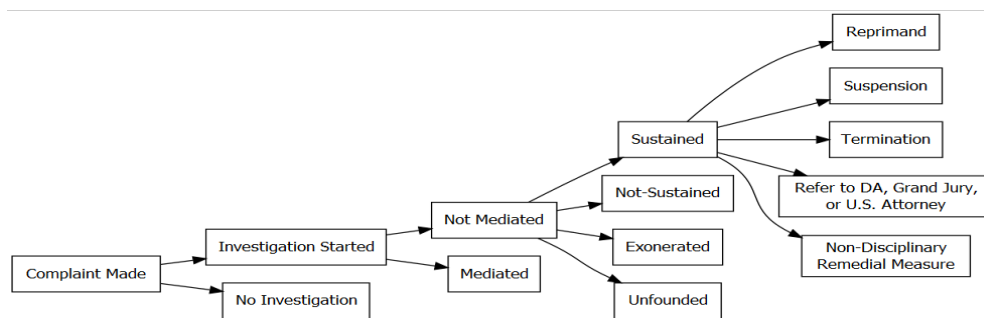 Reprimand
Suspension
Sustained
Termination
Not-Sustained
Refer to DA, Grand Jury,
or U.S. Attorney
Not Mediated
Investigation Started
Exonerated
Non-Disciplinary
Remedial Measure
Complaint Made
Mediated
No Investigation
Unfounded